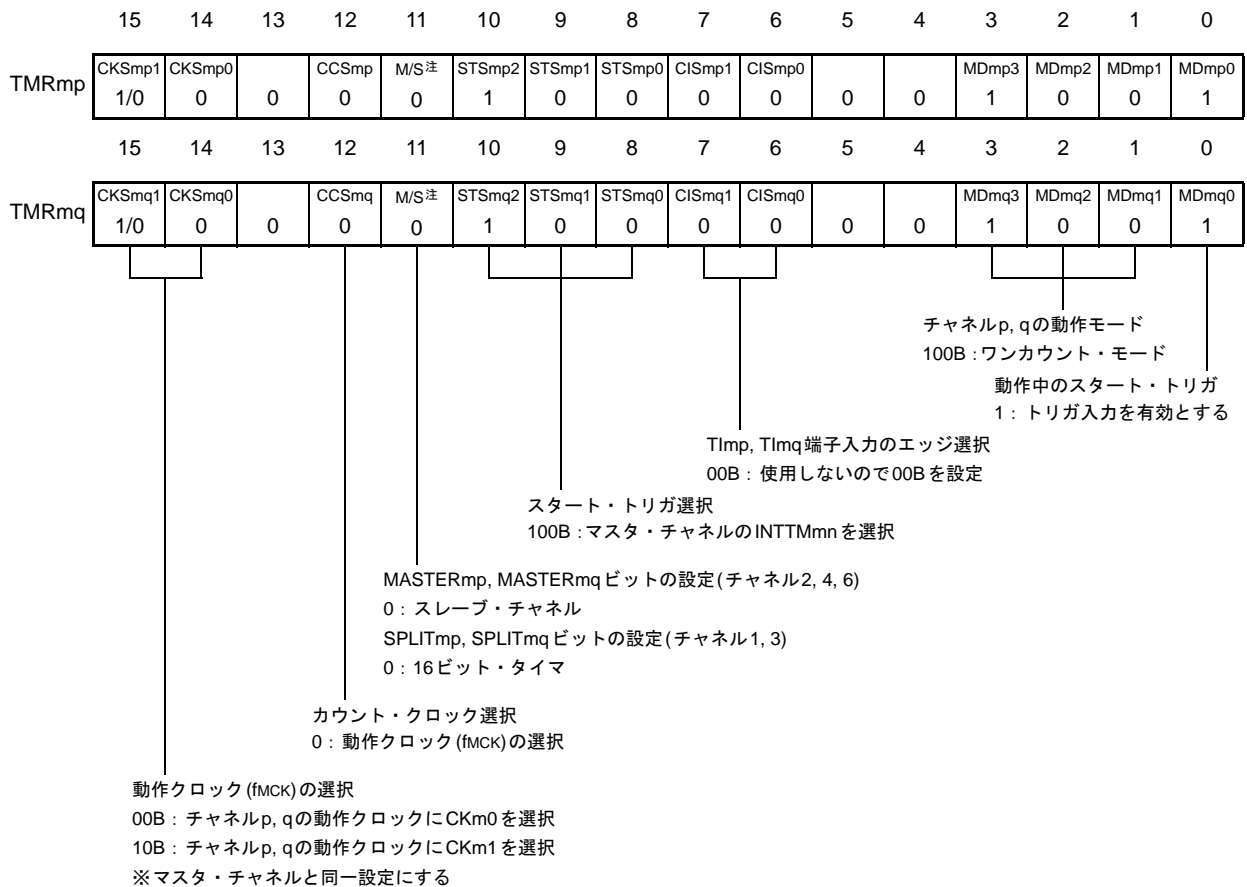 15 14 13 12 11 10 9 8 7 6 5 4 3 2 1 0
TMRmp
CKSmp1 CKSmp0 CCSmp M/S注 STSmp2 STSmp1 STSmp0 CISmp1 CISmp0 MDmp3 MDmp2 MDmp1 MDmp0
1/0 0 0 0 0 1 0 0 0 0 0 0 1 0 0 1
15 14 13 12 11 10 9 8 7 6 5 4 3 2 1 0
TMRmq
CKSmq1 CKSmq0 CCSmq M/S注 STSmq2 STSmq1 STSmq0 CISmq1 CISmq0 MDmq3 MDmq2 MDmq1 MDmq0
1/0 0 0 0 0 1 0 0 0 0 0 0 1 0 0 1
チャネルp, qの動作モード
100B：ワンカウント・モード
動作中のスタート・トリガ
1： トリガ入力を有効とする
TImp, TImq端子入力のエッジ選択
00B： 使用しないので00Bを設定
スタート・トリガ選択
100B：マスタ・チャネルのINTTMmnを選択
MASTERmp, MASTERmqビットの設定(チャネル2, 4, 6)
0： スレーブ・チャネル
SPLITmp, SPLITmqビットの設定(チャネル1, 3)
0：16ビット・タイマ
カウント・クロック選択
0： 動作クロック(fMCK)の選択
動作クロック(fMCK)の選択
00B： チャネルp, qの動作クロックにCKm0を選択
10B： チャネルp, qの動作クロックにCKm1を選択
※マスタ・チャネルと同一設定にする